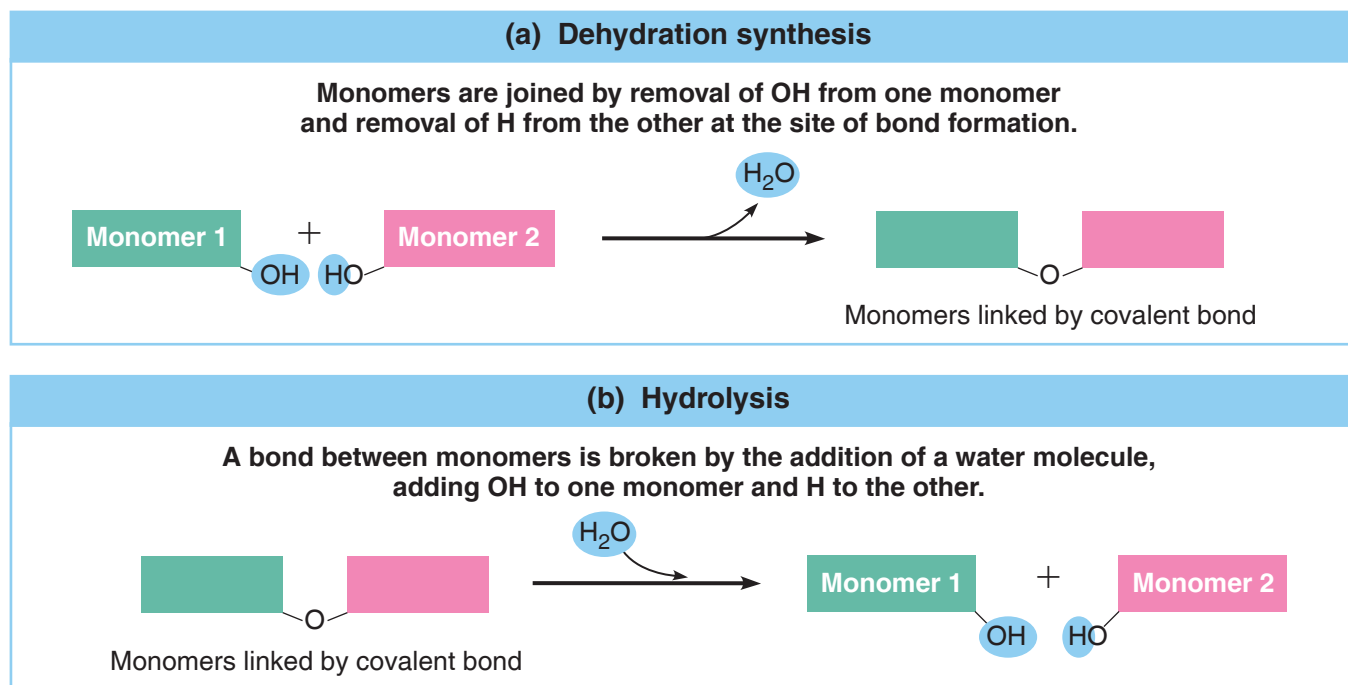 (a) Dehydration synthesis
Monomers are joined by removal of OH from one monomer
and removal of H from the other at the site of bond formation.
H₂O
Monomer 1 + Monomer 2
OH HO
O
Monomers linked by covalent bond
(b) Hydrolysis
A bond between monomers is broken by the addition of a water molecule,
adding OH to one monomer and H to the other.
H₂O
Monomer 1 + Monomer 2
O
OH HO
Monomers linked by covalent bond